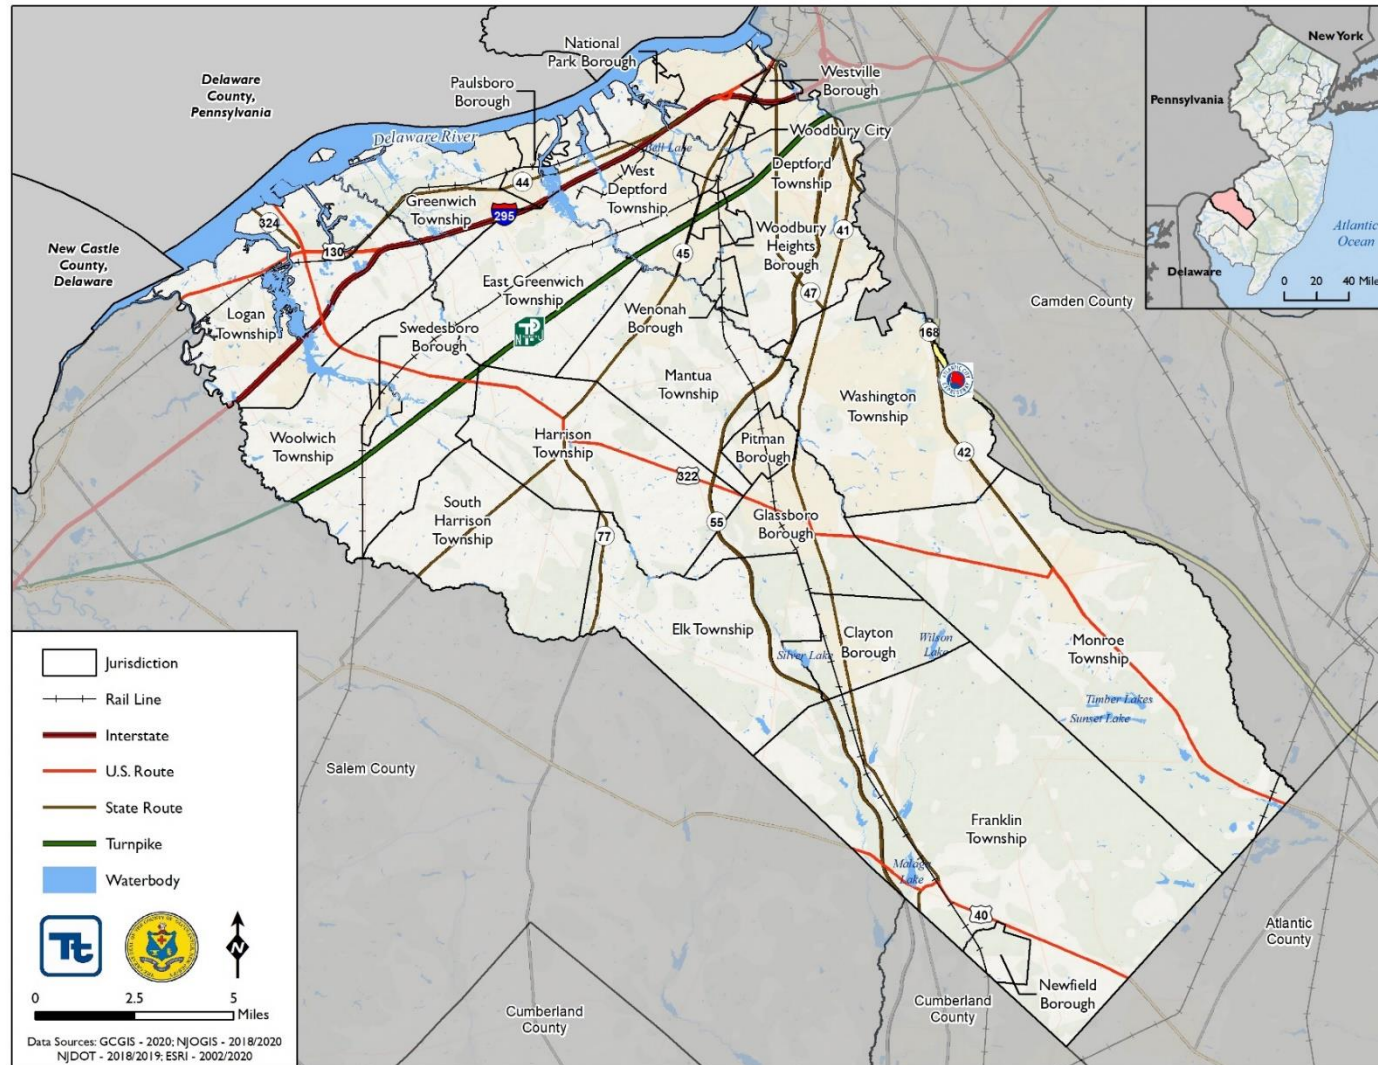 Delaware
County,
Pennsylvania
National
Park Borough
Paulsboro
Borough
Westville
Borough
New York
Pennsylvania
Delaware River
Woodbury City
44
West
Deptford
Township
Deptford
Township
Greenwich
Township
295
324
130
New Castle
County,
Delaware
45
Woodbury
Heights
Borough
41
Atlantic
Ocean
Delaware
0 20 40 Mile
East Greenwich
Township
47
Camden County
Logan
Township
Swedesboro
Borough
Wenonah
Borough
168
Mantua
Township
Washington
Township
Woolwich
Township
Harrison
Township
Pitman
Borough
42
322
South
Harrison
Township
Glassboro
Borough
55
77
Elk Township
Clayton
Borough
Wilson
Lake
Silver Lake
Monroe
Township
Timber Lakes
Sunset Lake
Salem County
Franklin
Township
Malaga
Lake
40
Atlantic
County
Newfield
Borough
Cumberland
County
Cumberland
County
Jurisdiction
Rail Line
Interstate
U.S. Route
State Route
Turnpike
Waterbody
Tt
N
0 2.5 5
Miles
Data Sources: GCGIS - 2020; NJOGIS - 2018/2020
NJDOT - 2018/2019; ESRI - 2002/2020